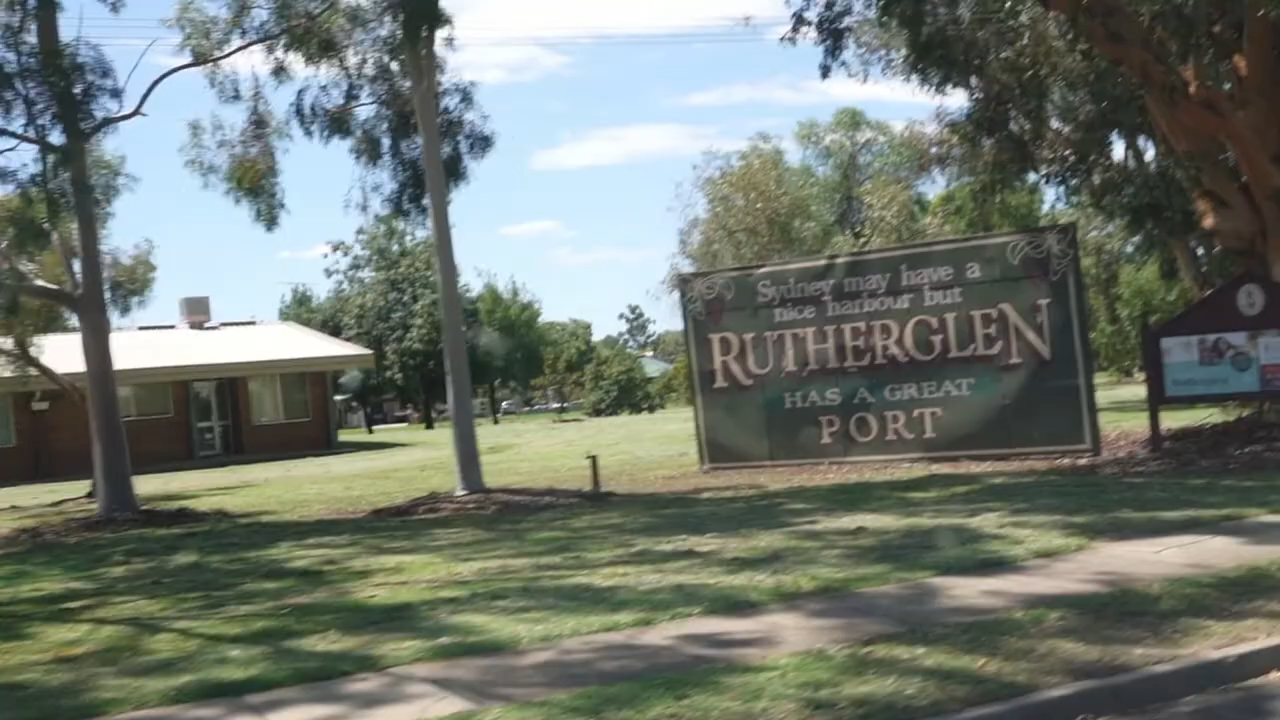 Sydney may have a
nice harbour but
RUTHERGLEN
HAS A GREAT
PORT